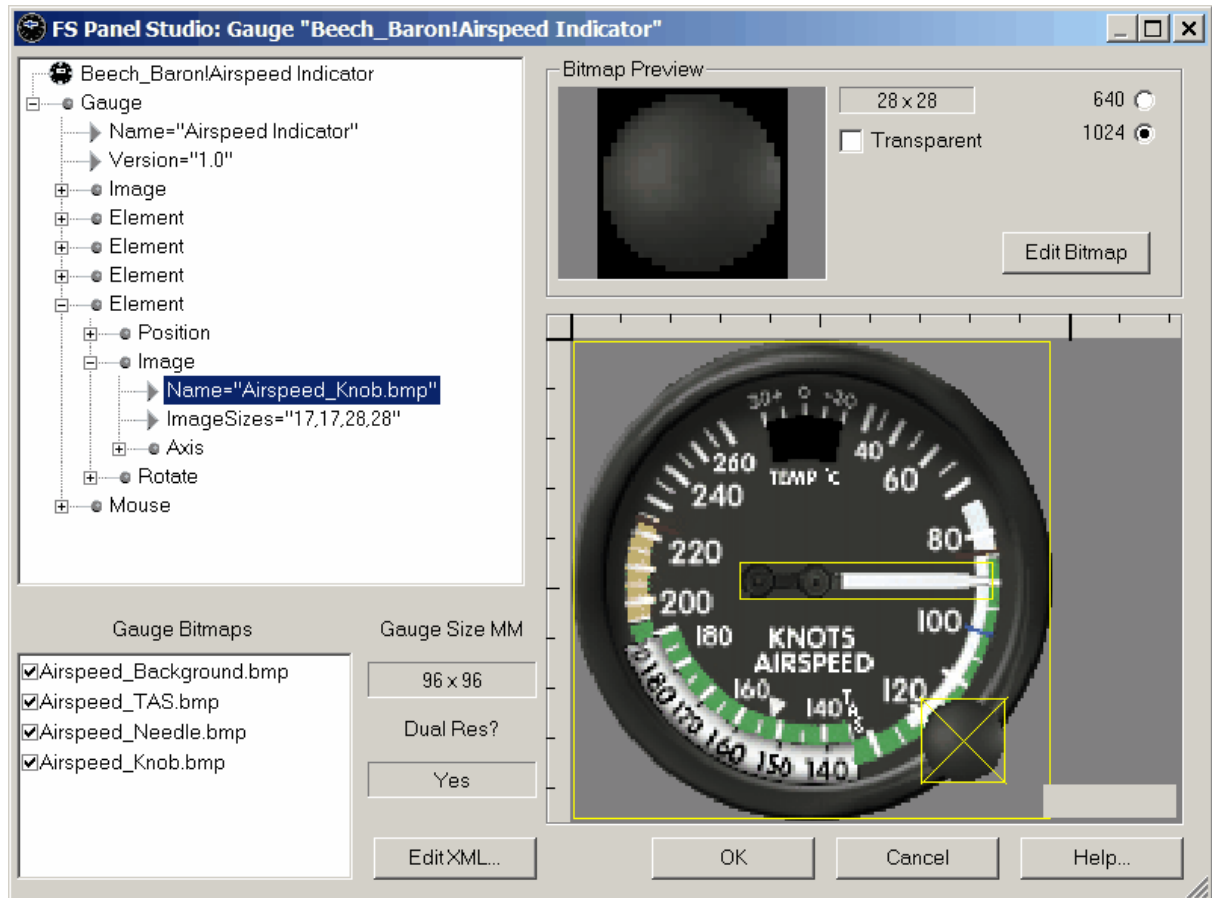 FS Panel Studio: Gauge "Beech_Baron!Airspeed Indicator"
Beech_Baron!Airspeed Indicator
Gauge
Name="Airspeed Indicator"
Version="1.0"
Image
Element
Element
Element
Element
Position
Image
Name="Airspeed_Knob.bmp"
ImageSizes="17,17,28,28"
Axis
Rotate
Mouse
Bitmap Preview
28 x 28
640
Transparent
1024
Edit Bitmap
30+ 0 -30
TEMP °C
40
60
80
100
120
140
160
180
200
220
240
260
KNOTS
AIRSPEED
TAS
180
170
160
150
140
Gauge Bitmaps
Airspeed_Background.bmp
Airspeed_TAS.bmp
Airspeed_Needle.bmp
Airspeed_Knob.bmp
Gauge Size MM
96 x 96
Dual Res?
Yes
Edit XML...
OK
Cancel
Help...